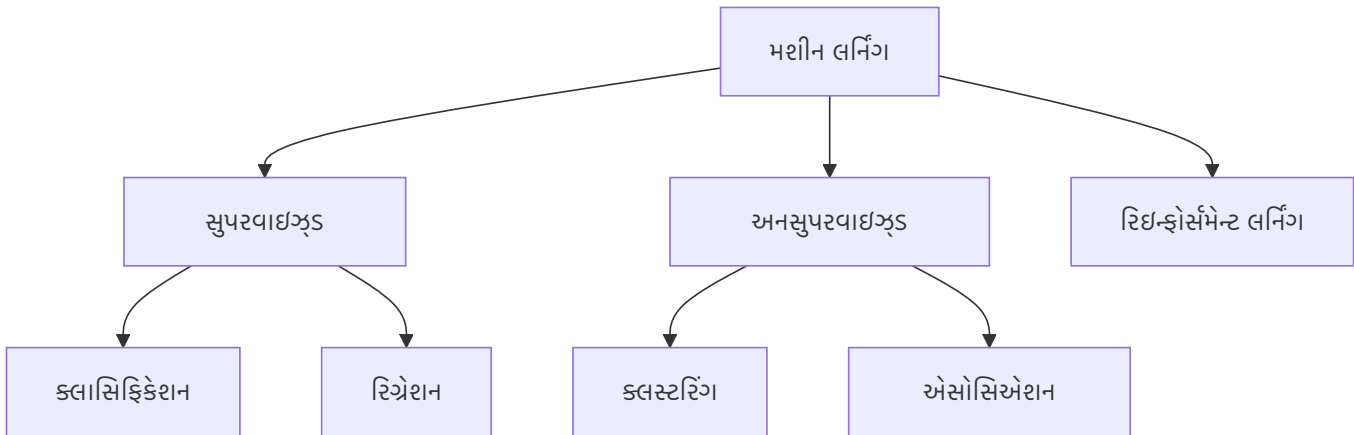 મશીન લર્નિંગ
સુપરવાઇઝ્ડ
અનસુપરવાઇઝ્ડ
રિઇન્ફોર્સમેન્ટ લર્નિંગ
ક્લાસિફિકેશન
રિગ્રેશન
ક્લસ્ટરિંગ
એસોસિએશન